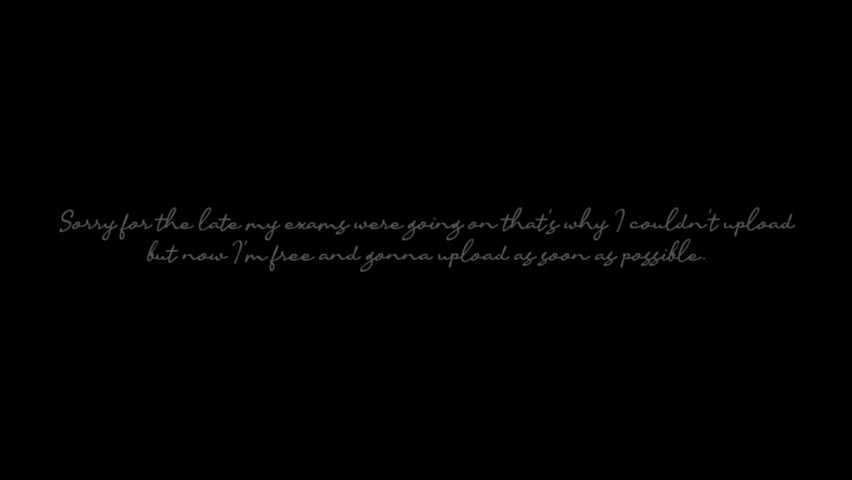 Sorry for the late my exams were going on that's why I couldn't upload
but now I'm free and gonna upload as soon as possible.